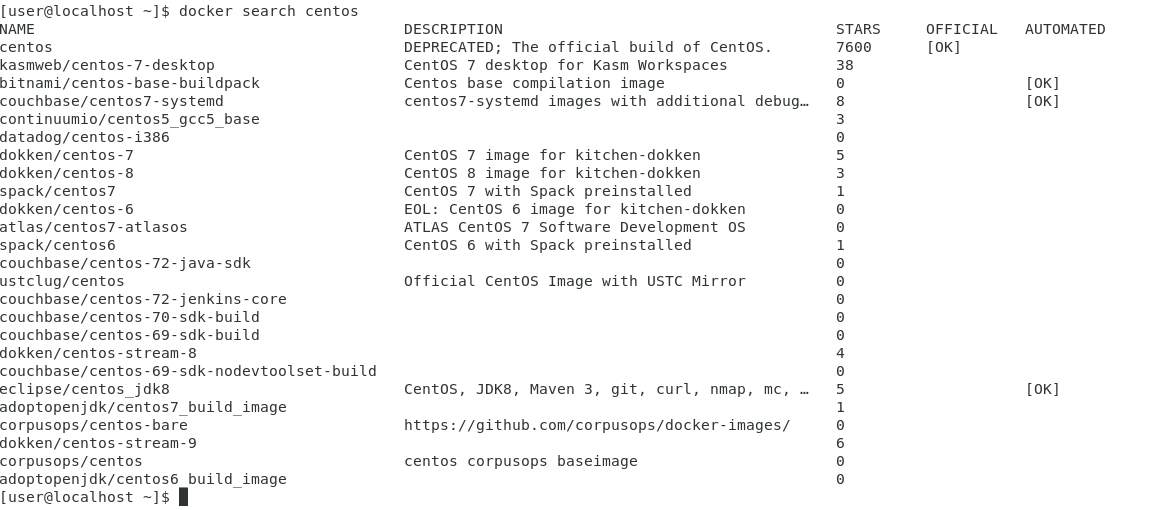 [user@localhost ~]$ docker search centos
NAME DESCRIPTION STARS OFFICIAL AUTOMATED
centos DEPRECATED; The official build of CentOS. 7600 [OK]
kasmweb/centos-7-desktop CentOS 7 desktop for Kasm Workspaces 38
bitnami/centos-base-buildpack Centos base compilation image 0 [OK]
couchbase/centos7-systemd centos7-systemd images with additional debug… 8 [OK]
continuumio/centos5_gcc5_base 3
datadog/centos-i386 0
dokken/centos-7 CentOS 7 image for kitchen-dokken 5
dokken/centos-8 CentOS 8 image for kitchen-dokken 3
spack/centos7 CentOS 7 with Spack preinstalled 1
dokken/centos-6 EOL: CentOS 6 image for kitchen-dokken 0
atlas/centos7-atlasos ATLAS CentOS 7 Software Development OS 0
spack/centos6 CentOS 6 with Spack preinstalled 1
couchbase/centos-72-java-sdk 0
ustclug/centos Official CentOS Image with USTC Mirror 0
couchbase/centos-72-jenkins-core 0
couchbase/centos-70-sdk-build 0
couchbase/centos-69-sdk-build 0
dokken/centos-stream-8 4
couchbase/centos-69-sdk-nodevtoolset-build 0
eclipse/centos_jdk8 CentOS, JDK8, Maven 3, git, curl, nmap, mc, … 5 [OK]
adoptopenjdk/centos7_build_image 1
corpusops/centos-bare https://github.com/corpusops/docker-images/ 0
dokken/centos-stream-9 6
corpusops/centos centos corpusops baseimage 0
adoptopenjdk/centos6_build_image 0
[user@localhost ~]$